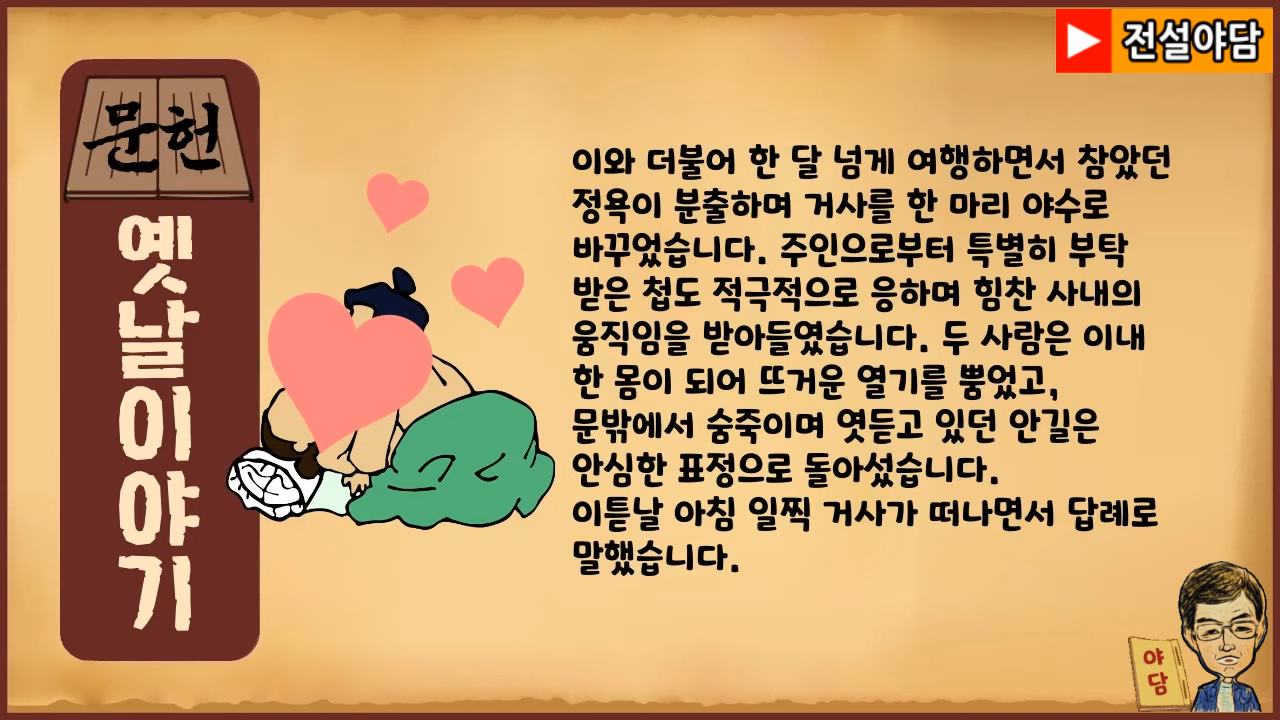 전설야담
문헌
옛날이야기
이와 더불어 한 달 넘게 여행하면서 참았던
정욕이 분출하며 거사를 한 마리 야수로
바꾸었습니다. 주인으로부터 특별히 부탁
받은 첩도 적극적으로 응하며 힘찬 사내의
움직임을 받아들였습니다. 두 사람은 이내
한 몸이 되어 뜨거운 열기를 뿜었고,
문밖에서 숨죽이며 엿듣고 있던 안길은
안심한 표정으로 돌아섰습니다.
이튿날 아침 일찍 거사가 떠나면서 답례로
말했습니다.
야담